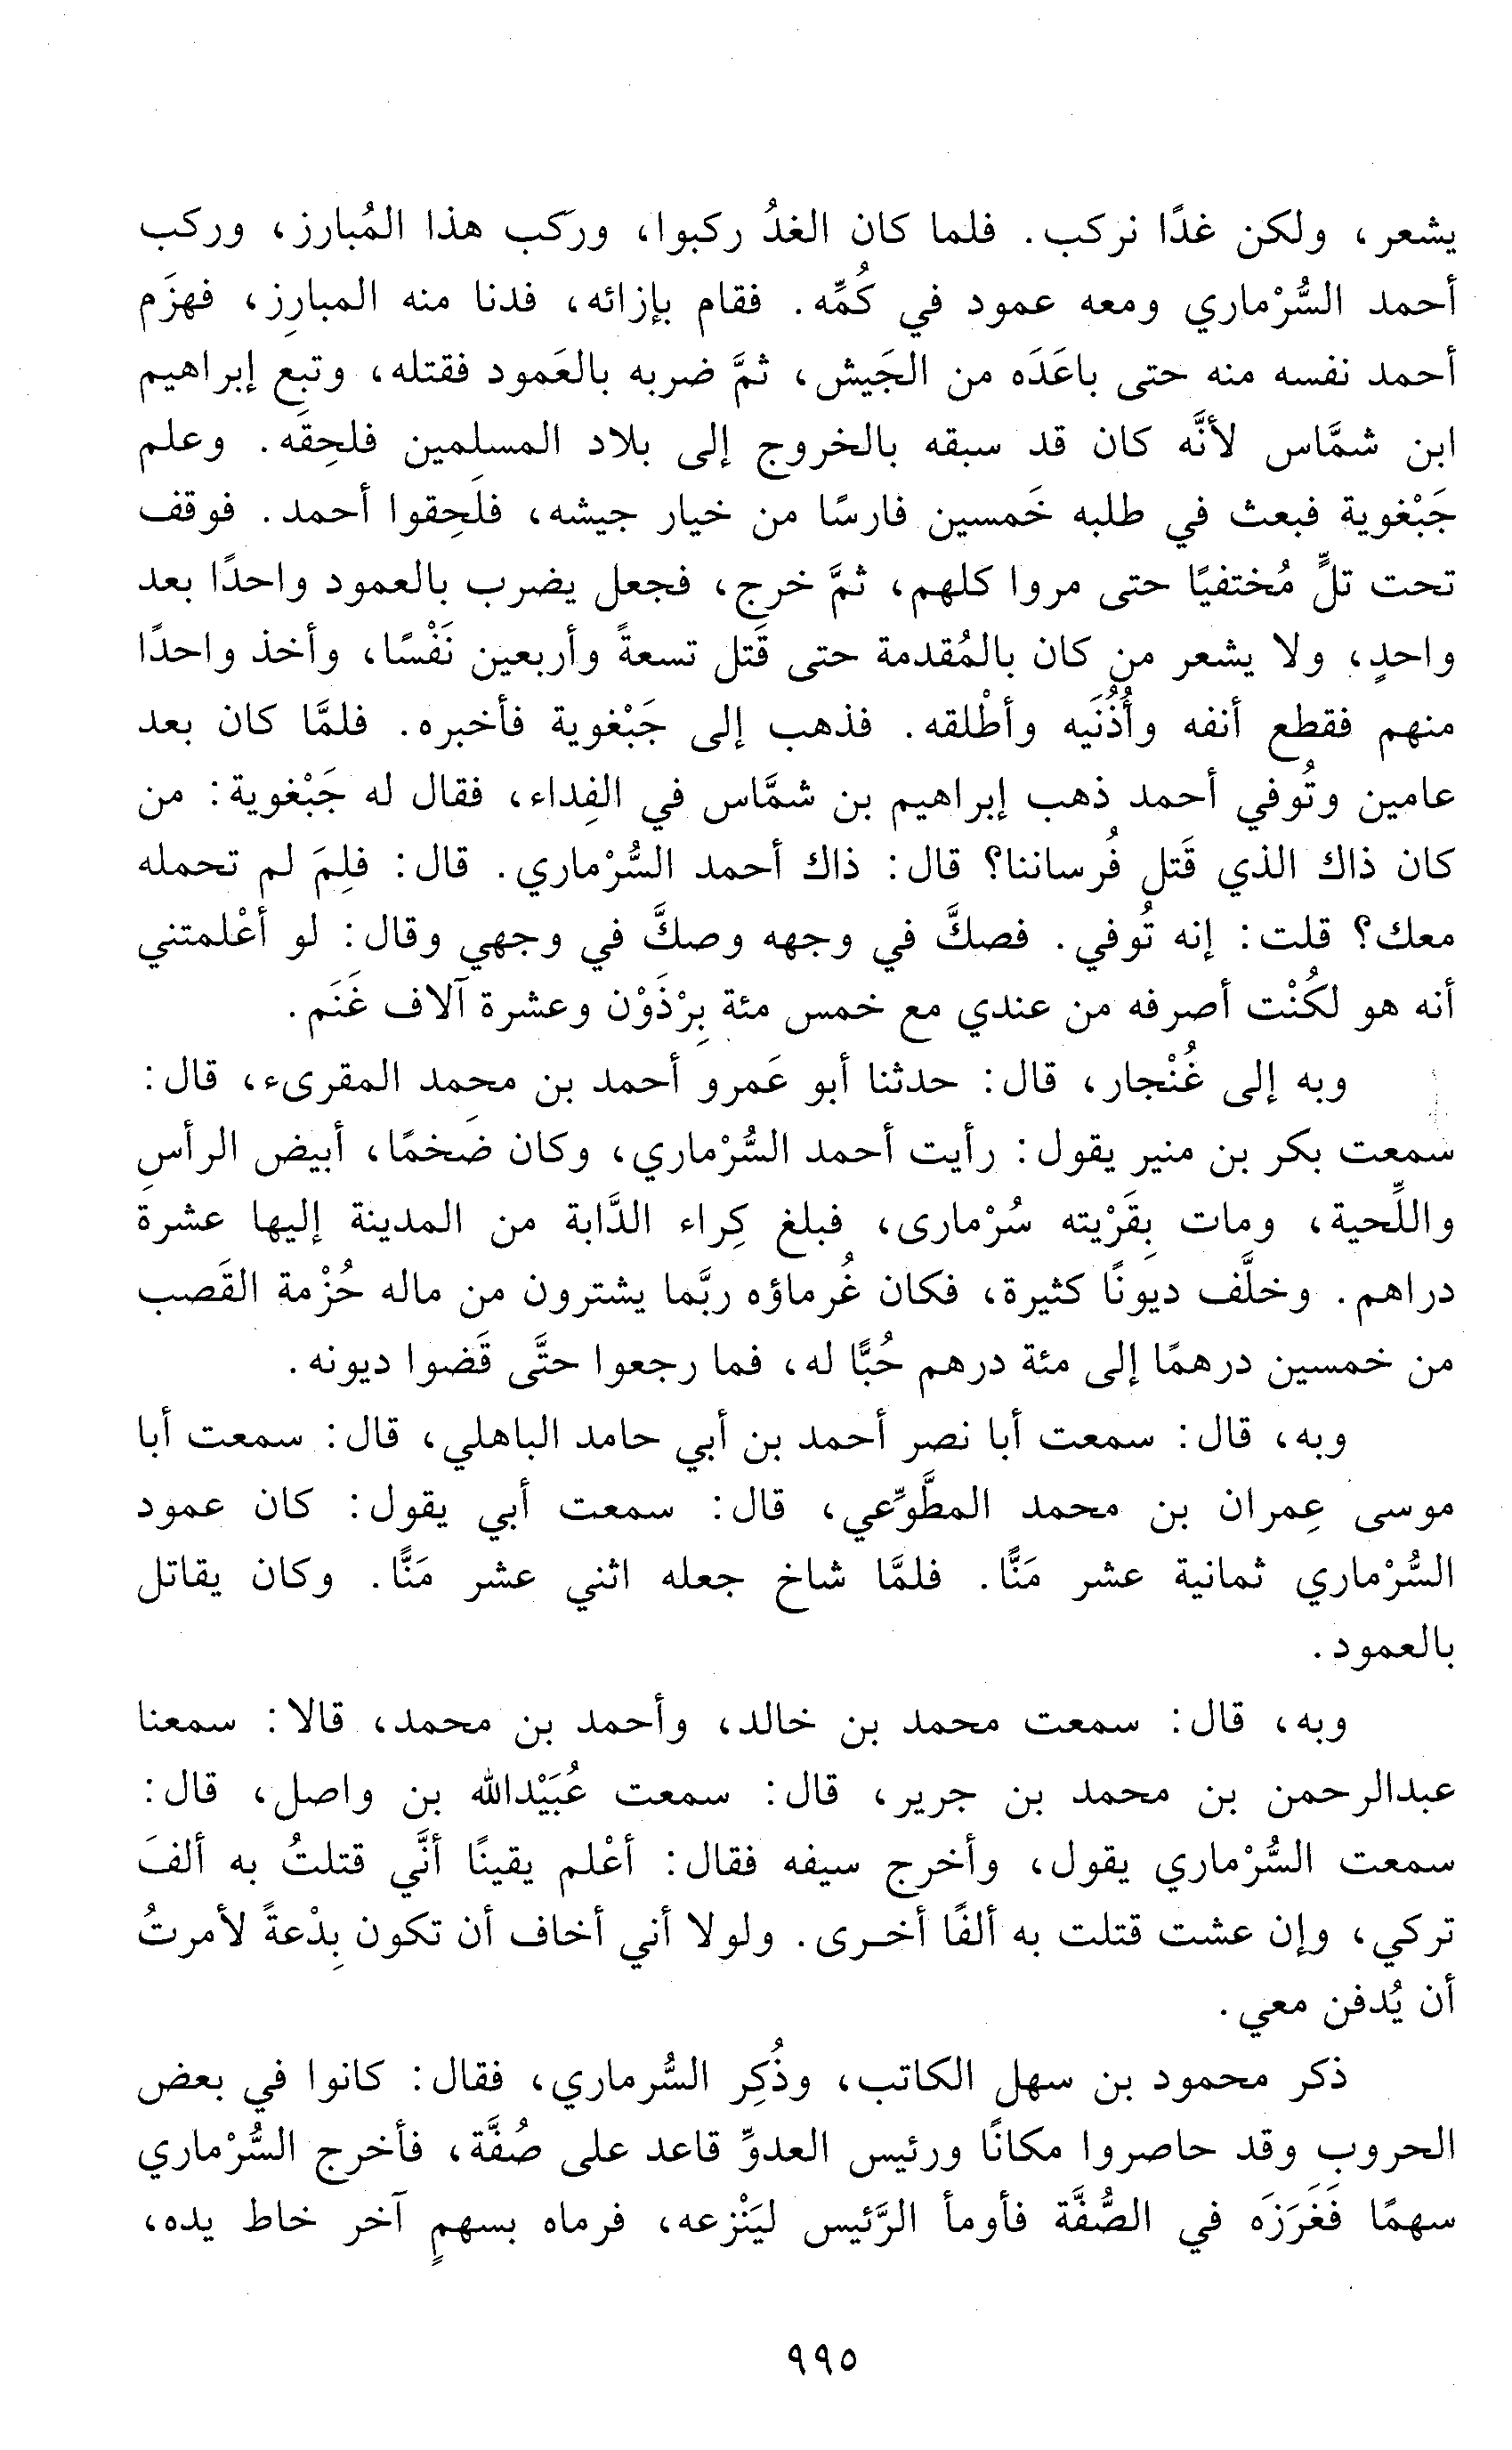 يشعر، ولكن غدًا نركب. فلما كان الغدُ ركبوا، وركب هذا المُبارز، وركب
أحمد السُّرْماري ومعه عمود في كُمِّه. فقام بإزائه، فدنا منه المبارِز، فهزَم
أحمد نفسه منه حتى باعَدَه من الجَيش، ثمَّ ضربه بالعَمود فقتله، وتبِع إبراهيم
ابن شمَّاس لأنَّه كان قد سبقه بالخروج إلى بلاد المسلمين فلحِقَه. وعلم
جَبْغوية فبعث في طلبه خَمسين فارسًا من خيار جيشه، فلَحِقوا أحمد. فوقف
تحت تلٍّ مُختفيًا حتى مروا كلهم، ثمَّ خرج، فجعل يضرب بالعمود واحدًا بعد
واحدٍ، ولا يشعر من كان بالمُقدمة حتى قَتل تسعةً وأربعين نَفْسًا، وأخذ واحدًا
منهم فقطع أنفه وأُذُنَيه وأطْلقه. فذهب إلى جَبْغوية فأخبره. فلمَّا كان بعد
عامين وتُوفي أحمد ذهب إبراهيم بن شمَّاس في الفِداء، فقال له جَبْغوية: من
كان ذاك الذي قَتل فُرساننا؟ قال: ذاك أحمد السُّرْماري. قال: فلِمَ لم تحمله
معك؟ قلت: إنه تُوفي. فصكَّ في وجهه وصكَّ في وجهي وقال: لو أعْلمتني
أنه هو لكُنْت أصرفه من عندي مع خمس مئة بِرْذَوْن وعشرة آلاف غَنَم.
وبه إلى غُنْجار، قال: حدثنا أبو عَمرو أحمد بن محمد المقرىء، قال:
سمعت بكر بن منير يقول: رأيت أحمد السُّرْماري، وكان ضَخمًا، أبيض الرأسِ
واللِّحية، ومات بِقَرْيته سُرْمارى، فبلغ كِراء الدَّابة من المدينة إليها عشرة
دراهم. وخلَّف ديونًا كثيرة، فكان غُرماؤه ربَّما يشترون من ماله حُزْمة القَصب
من خمسين درهمًا إلى مئة درهم حُبًّا له، فما رجعوا حتَّى قَضوا ديونه.
وبه، قال: سمعت أبا نصر أحمد بن أبي حامد الباهلي، قال: سمعت أبا
موسى عِمران بن محمد المطَّوِّعي، قال: سمعت أبي يقول: كان عمود
السُّرْماري ثمانية عشر مَنًّا. فلمَّا شاخ جعله اثني عشر مَنًّا. وكان يقاتل
بالعمود.
وبه، قال: سمعت محمد بن خالد، وأحمد بن محمد، قالا: سمعنا
عبدالرحمن بن محمد بن جرير، قال: سمعت عُبَيْدالله بن واصل، قال:
سمعت السُّرْماري يقول، وأخرج سيفه فقال: أعْلم يقينًا أنَّي قتلتُ به ألفَ
تركي، وإن عشت قتلت به ألفًا أخرى. ولولا أني أخاف أن تكون بِدْعةً لأمرتُ
أن يُدفن معي.
ذكر محمود بن سهل الكاتب، وذُكِر السُّرماري، فقال: كانوا في بعض
الحروب وقد حاصروا مكانًا ورئيس العدوِّ قاعد على صُفَّة، فأخرج السُّرْماري
سهمًا فَغَرَزَه في الصُّفَّة فأومأ الرَّئيس ليَنْزعه، فرماه بسهمٍ آخر خاط يده،
٩٩٥